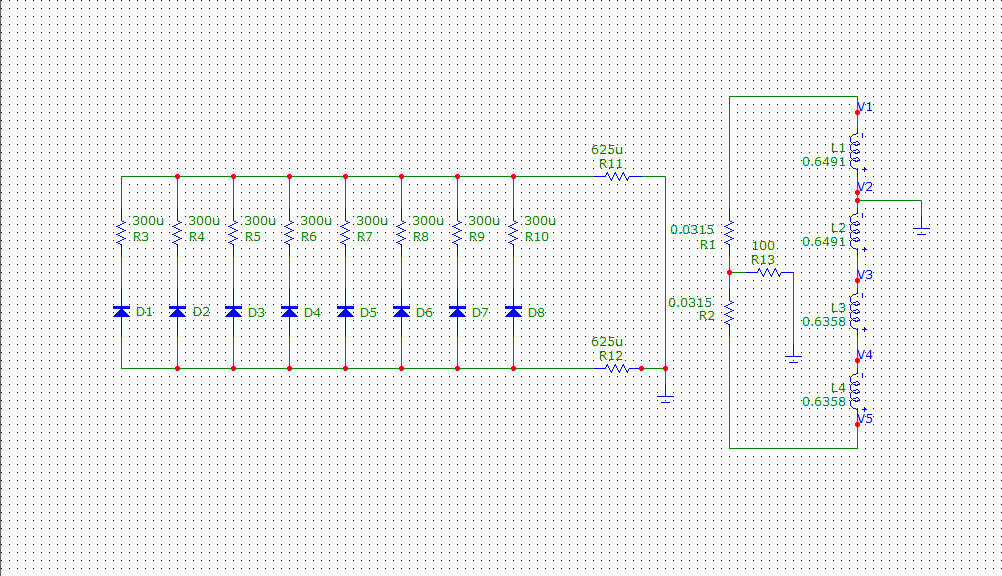 V1
L1
0.6491
625u
R11
V2
300u 300u 300u 300u 300u 300u 300u 300u
R3 R4 R5 R6 R7 R8 R9 R10
0.0315
R1
L2
0.6491
100
R13
V3
0.0315
R2
L3
0.6358
D1 D2 D3 D4 D5 D6 D7 D8
625u
R12
V4
L4
0.6358
V5